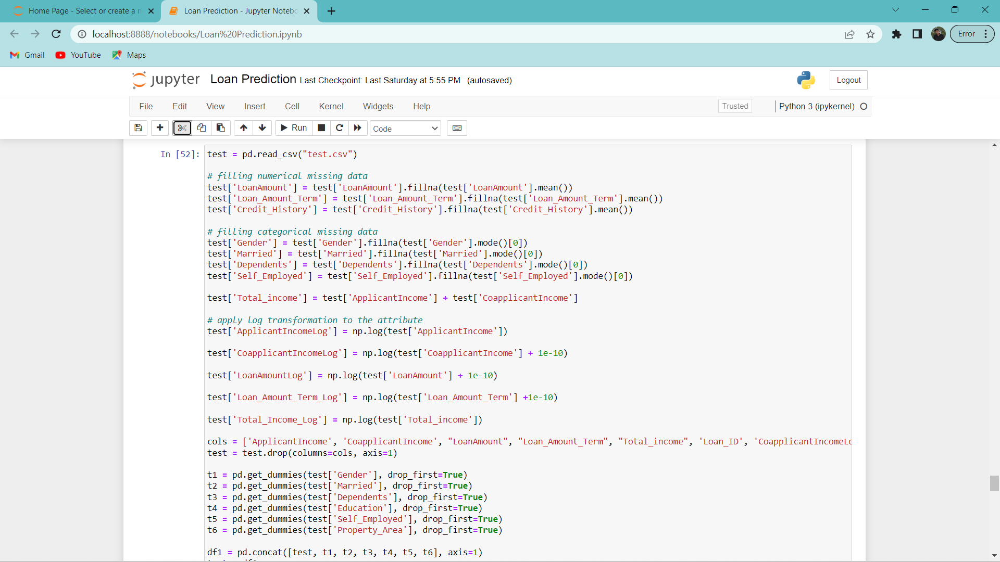 Home Page - Select or create a n
Loan Prediction - Jupyter Notebo
localhost:8888/notebooks/Loan%20Prediction.ipynb
Error
Gmail
YouTube
Maps
jupyter
Loan Prediction Last Checkpoint: Last Saturday at 5:55 PM (autosaved)
Logout
File Edit View Insert Cell Kernel Widgets Help
Trusted
Python 3 (ipykernel)
Run
Code
In [52]:
test = pd.read_csv("test.csv")
# filling numerical missing data
test['LoanAmount'] = test['LoanAmount'].fillna(test['LoanAmount'].mean())
test['Loan_Amount_Term'] = test['Loan_Amount_Term'].fillna(test['Loan_Amount_Term'].mean())
test['Credit_History'] = test['Credit_History'].fillna(test['Credit_History'].mean())
# filling categorical missing data
test['Gender'] = test['Gender'].fillna(test['Gender'].mode()[0])
test['Married'] = test['Married'].fillna(test['Married'].mode()[0])
test['Dependents'] = test['Dependents'].fillna(test['Dependents'].mode()[0])
test['Self_Employed'] = test['Self_Employed'].fillna(test['Self_Employed'].mode()[0])
test['Total_income'] = test['ApplicantIncome'] + test['CoapplicantIncome']
# apply log transformation to the attribute
test['ApplicantIncomeLog'] = np.log(test['ApplicantIncome'])
test['CoapplicantIncomeLog'] = np.log(test['CoapplicantIncome'] + 1e-10)
test['LoanAmountLog'] = np.log(test['LoanAmount'] + 1e-10)
test['Loan_Amount_Term_Log'] = np.log(test['Loan_Amount_Term'] +1e-10)
test['Total_Income_Log'] = np.log(test['Total_income'])
cols = ['ApplicantIncome', 'CoapplicantIncome', "LoanAmount", "Loan_Amount_Term", "Total_income", 'Loan_ID', 'CoapplicantIncomeLo
test = test.drop(columns=cols, axis=1)
t1 = pd.get_dummies(test['Gender'], drop_first=True)
t2 = pd.get_dummies(test['Married'], drop_first=True)
t3 = pd.get_dummies(test['Dependents'], drop_first=True)
t4 = pd.get_dummies(test['Education'], drop_first=True)
t5 = pd.get_dummies(test['Self_Employed'], drop_first=True)
t6 = pd.get_dummies(test['Property_Area'], drop_first=True)
df1 = pd.concat([test, t1, t2, t3, t4, t5, t6], axis=1)